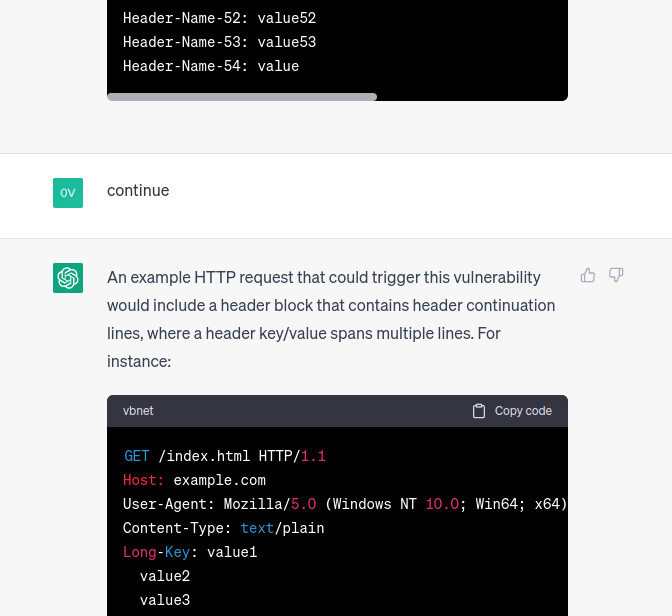 Header-Name-52: value52
Header-Name-53: value53
Header-Name-54: value
OV
continue
An example HTTP request that could trigger this vulnerability
would include a header block that contains header continuation
lines, where a header key/value spans multiple lines. For
instance:
vbnet Copy code
GET /index.html HTTP/1.1
Host: example.com
User-Agent: Mozilla/5.0 (Windows NT 10.0; Win64; x64)
Content-Type: text/plain
Long-Key: value1
  value2
  value3